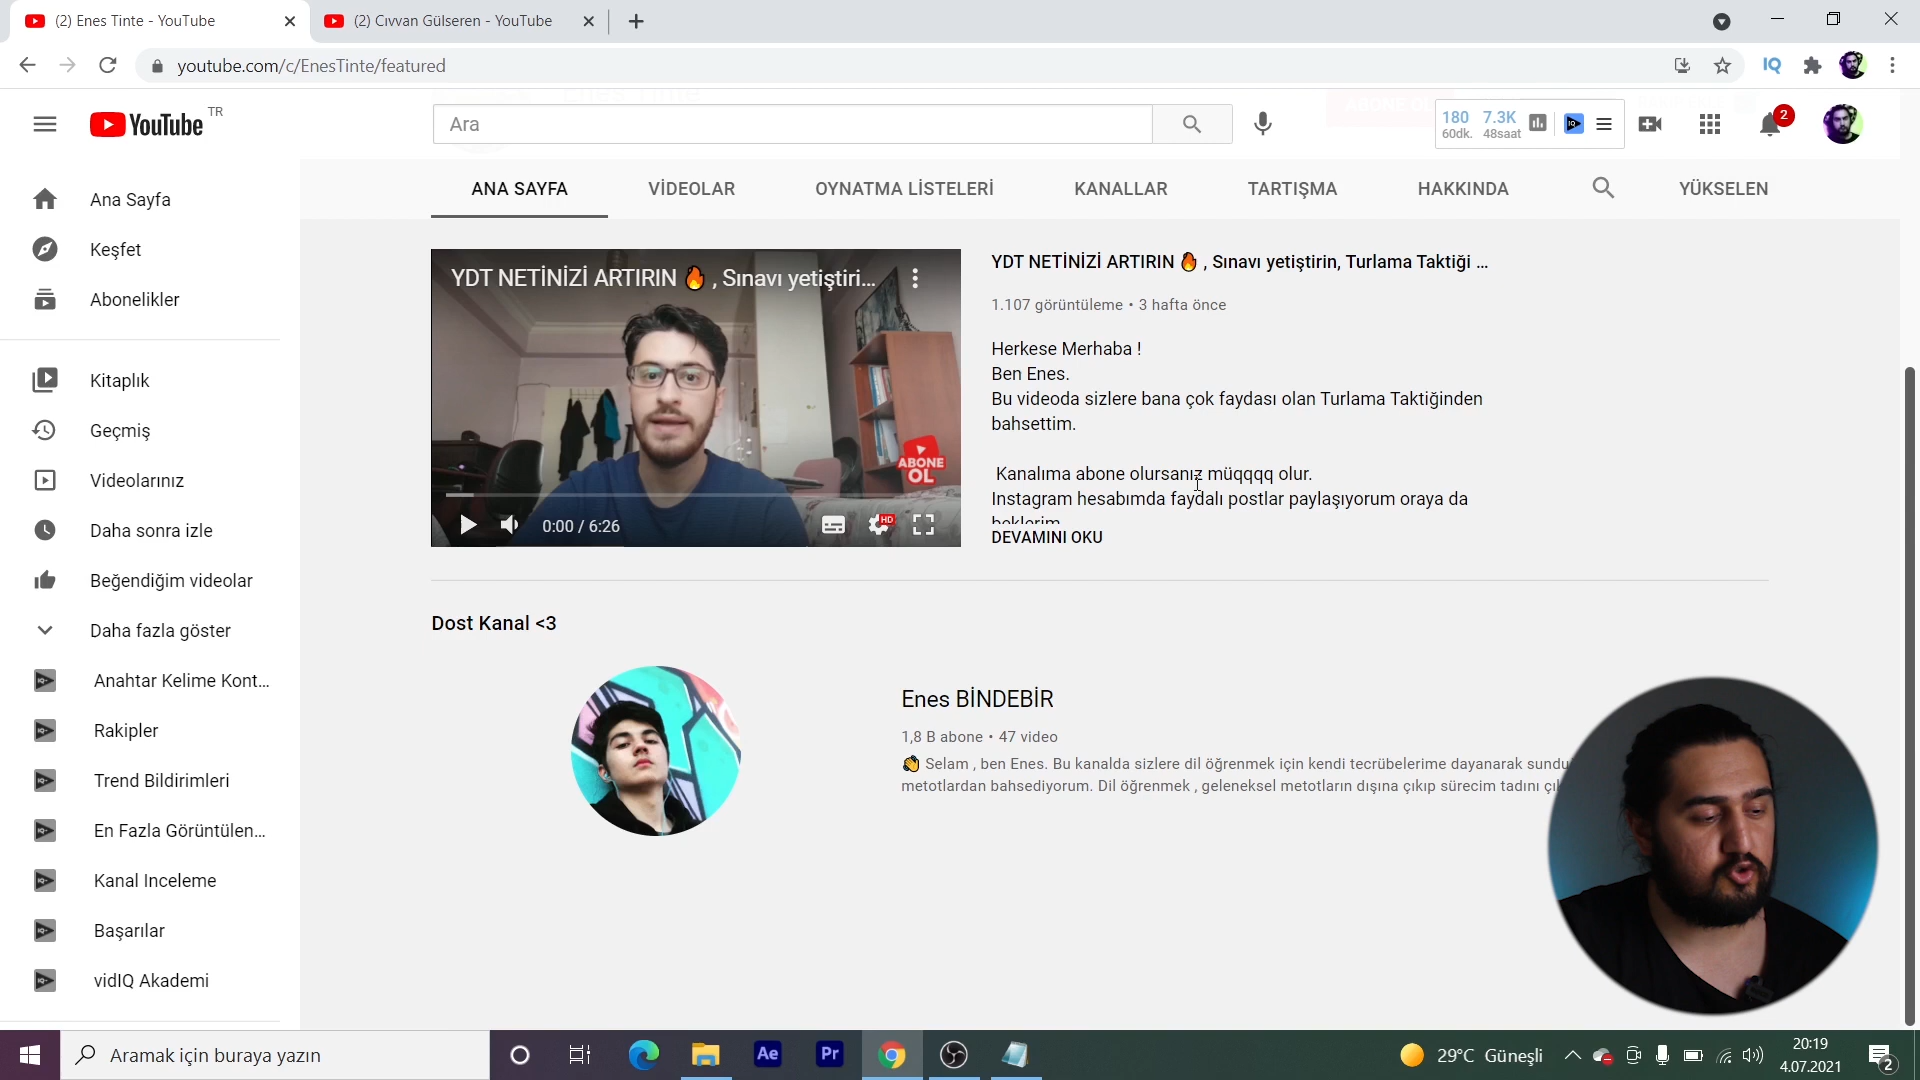 (2) Enes Tinte - YouTube
(2) Cıvvan Gülseren - YouTube
youtube.com/c/EnesTinte/featured
IQ
YouTube TR
Ara
180 7.3K
60dk. 48saat
2
Ana Sayfa
Keşfet
Abonelikler
Kitaplık
Geçmiş
Videolarınız
Daha sonra izle
Beğendiğim videolar
Daha fazla göster
Anahtar Kelime Kont...
Rakipler
Trend Bildirimleri
En Fazla Görüntülen...
Kanal Inceleme
Başarılar
vidIQ Akademi
ANA SAYFA
VİDEOLAR
OYNATMA LİSTELERİ
KANALLAR
TARTIŞMA
HAKKINDA
YÜKSELEN
YDT NETİNİZİ ARTIRIN 🔥 , Sınavı yetiştiri...
ABONE
OL
0:00 / 6:26
HD
YDT NETİNİZİ ARTIRIN 🔥 , Sınavı yetiştirin, Turlama Taktiği ...
1.107 görüntüleme • 3 hafta önce
Herkese Merhaba !
Ben Enes.
Bu videoda sizlere bana çok faydası olan Turlama Taktiğinden
bahsettim.
Kanalıma abone olursanız müqqqq olur.
Instagram hesabımda faydalı postlar paylaşıyorum oraya da
beklerim
DEVAMINI OKU
Dost Kanal <3
Enes BİNDEBİR
1,8 B abone • 47 video
👏 Selam , ben Enes. Bu kanalda sizlere dil öğrenmek için kendi tecrübelerime dayanarak sundu
metotlardan bahsediyorum. Dil öğrenmek , geleneksel metotların dışına çıkıp sürecim tadını çı
Aramak için buraya yazın
Ae
Pr
29°C Güneşli
20:19
4.07.2021
2